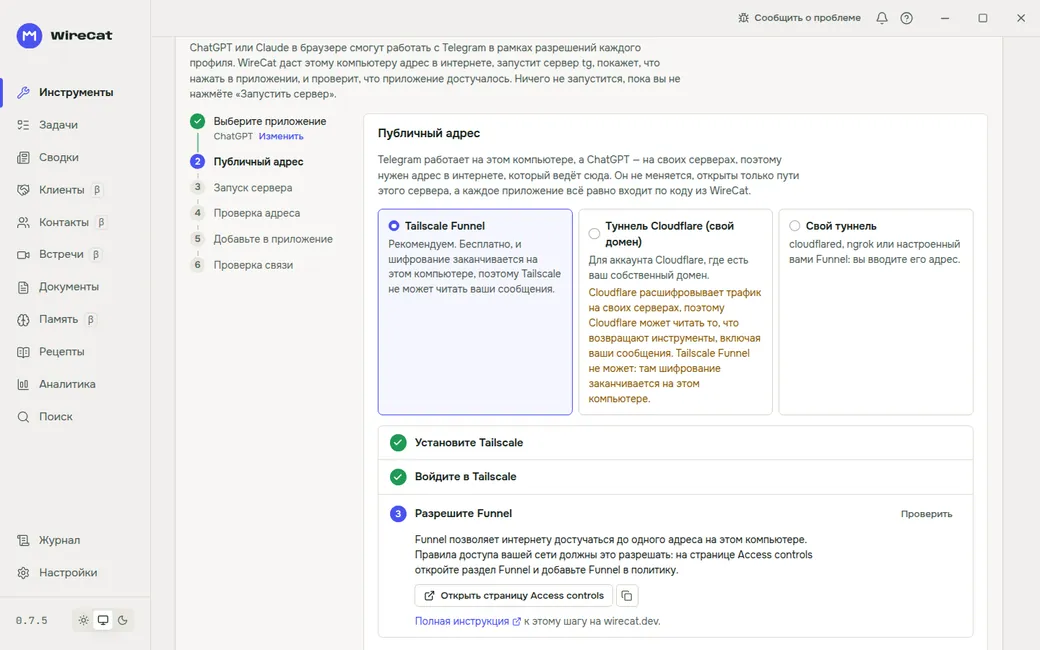 Сообщить о проблеме
WireCat
Инструменты
Задачи
Сводки
Клиенты β
Контакты β
Встречи β
Документы
Память β
Рецепты
Аналитика
Поиск
Журнал
Настройки
0.7.5
ChatGPT или Claude в браузере смогут работать с Telegram в рамках разрешений каждого
профиля. WireCat даст этому компьютеру адрес в интернете, запустит сервер tg, покажет, что
нажать в приложении, и проверит, что приложение достучалось. Ничего не запустится, пока вы не
нажмёте «Запустить сервер».
Выберите приложение
ChatGPT Изменить
2 Публичный адрес
3 Запуск сервера
4 Проверка адреса
5 Добавьте в приложение
6 Проверка связи
Публичный адрес
Telegram работает на этом компьютере, а ChatGPT — на своих серверах, поэтому
нужен адрес в интернете, который ведёт сюда. Он не меняется, открыты только пути
этого сервера, а каждое приложение всё равно входит по коду из WireCat.
Tailscale Funnel
Рекомендуем. Бесплатно, и
шифрование заканчивается на
этом компьютере, поэтому Tailscale
не может читать ваши сообщения.
Туннель Cloudflare (свой
домен)
Для аккаунта Cloudflare, где есть
ваш собственный домен.
Cloudflare расшифровывает трафик
на своих серверах, поэтому
Cloudflare может читать то, что
возвращают инструменты, включая
ваши сообщения. Tailscale Funnel
не может: там шифрование
заканчивается на этом
компьютере.
Свой туннель
cloudflared, ngrok или настроенный
вами Funnel: вы вводите его адрес.
Установите Tailscale
Войдите в Tailscale
3 Разрешите Funnel
Проверить
Funnel позволяет интернету достучаться до одного адреса на этом компьютере.
Правила доступа вашей сети должны это разрешать: на странице Access controls
откройте раздел Funnel и добавьте Funnel в политику.
Открыть страницу Access controls
Полная инструкция к этому шагу на wirecat.dev.